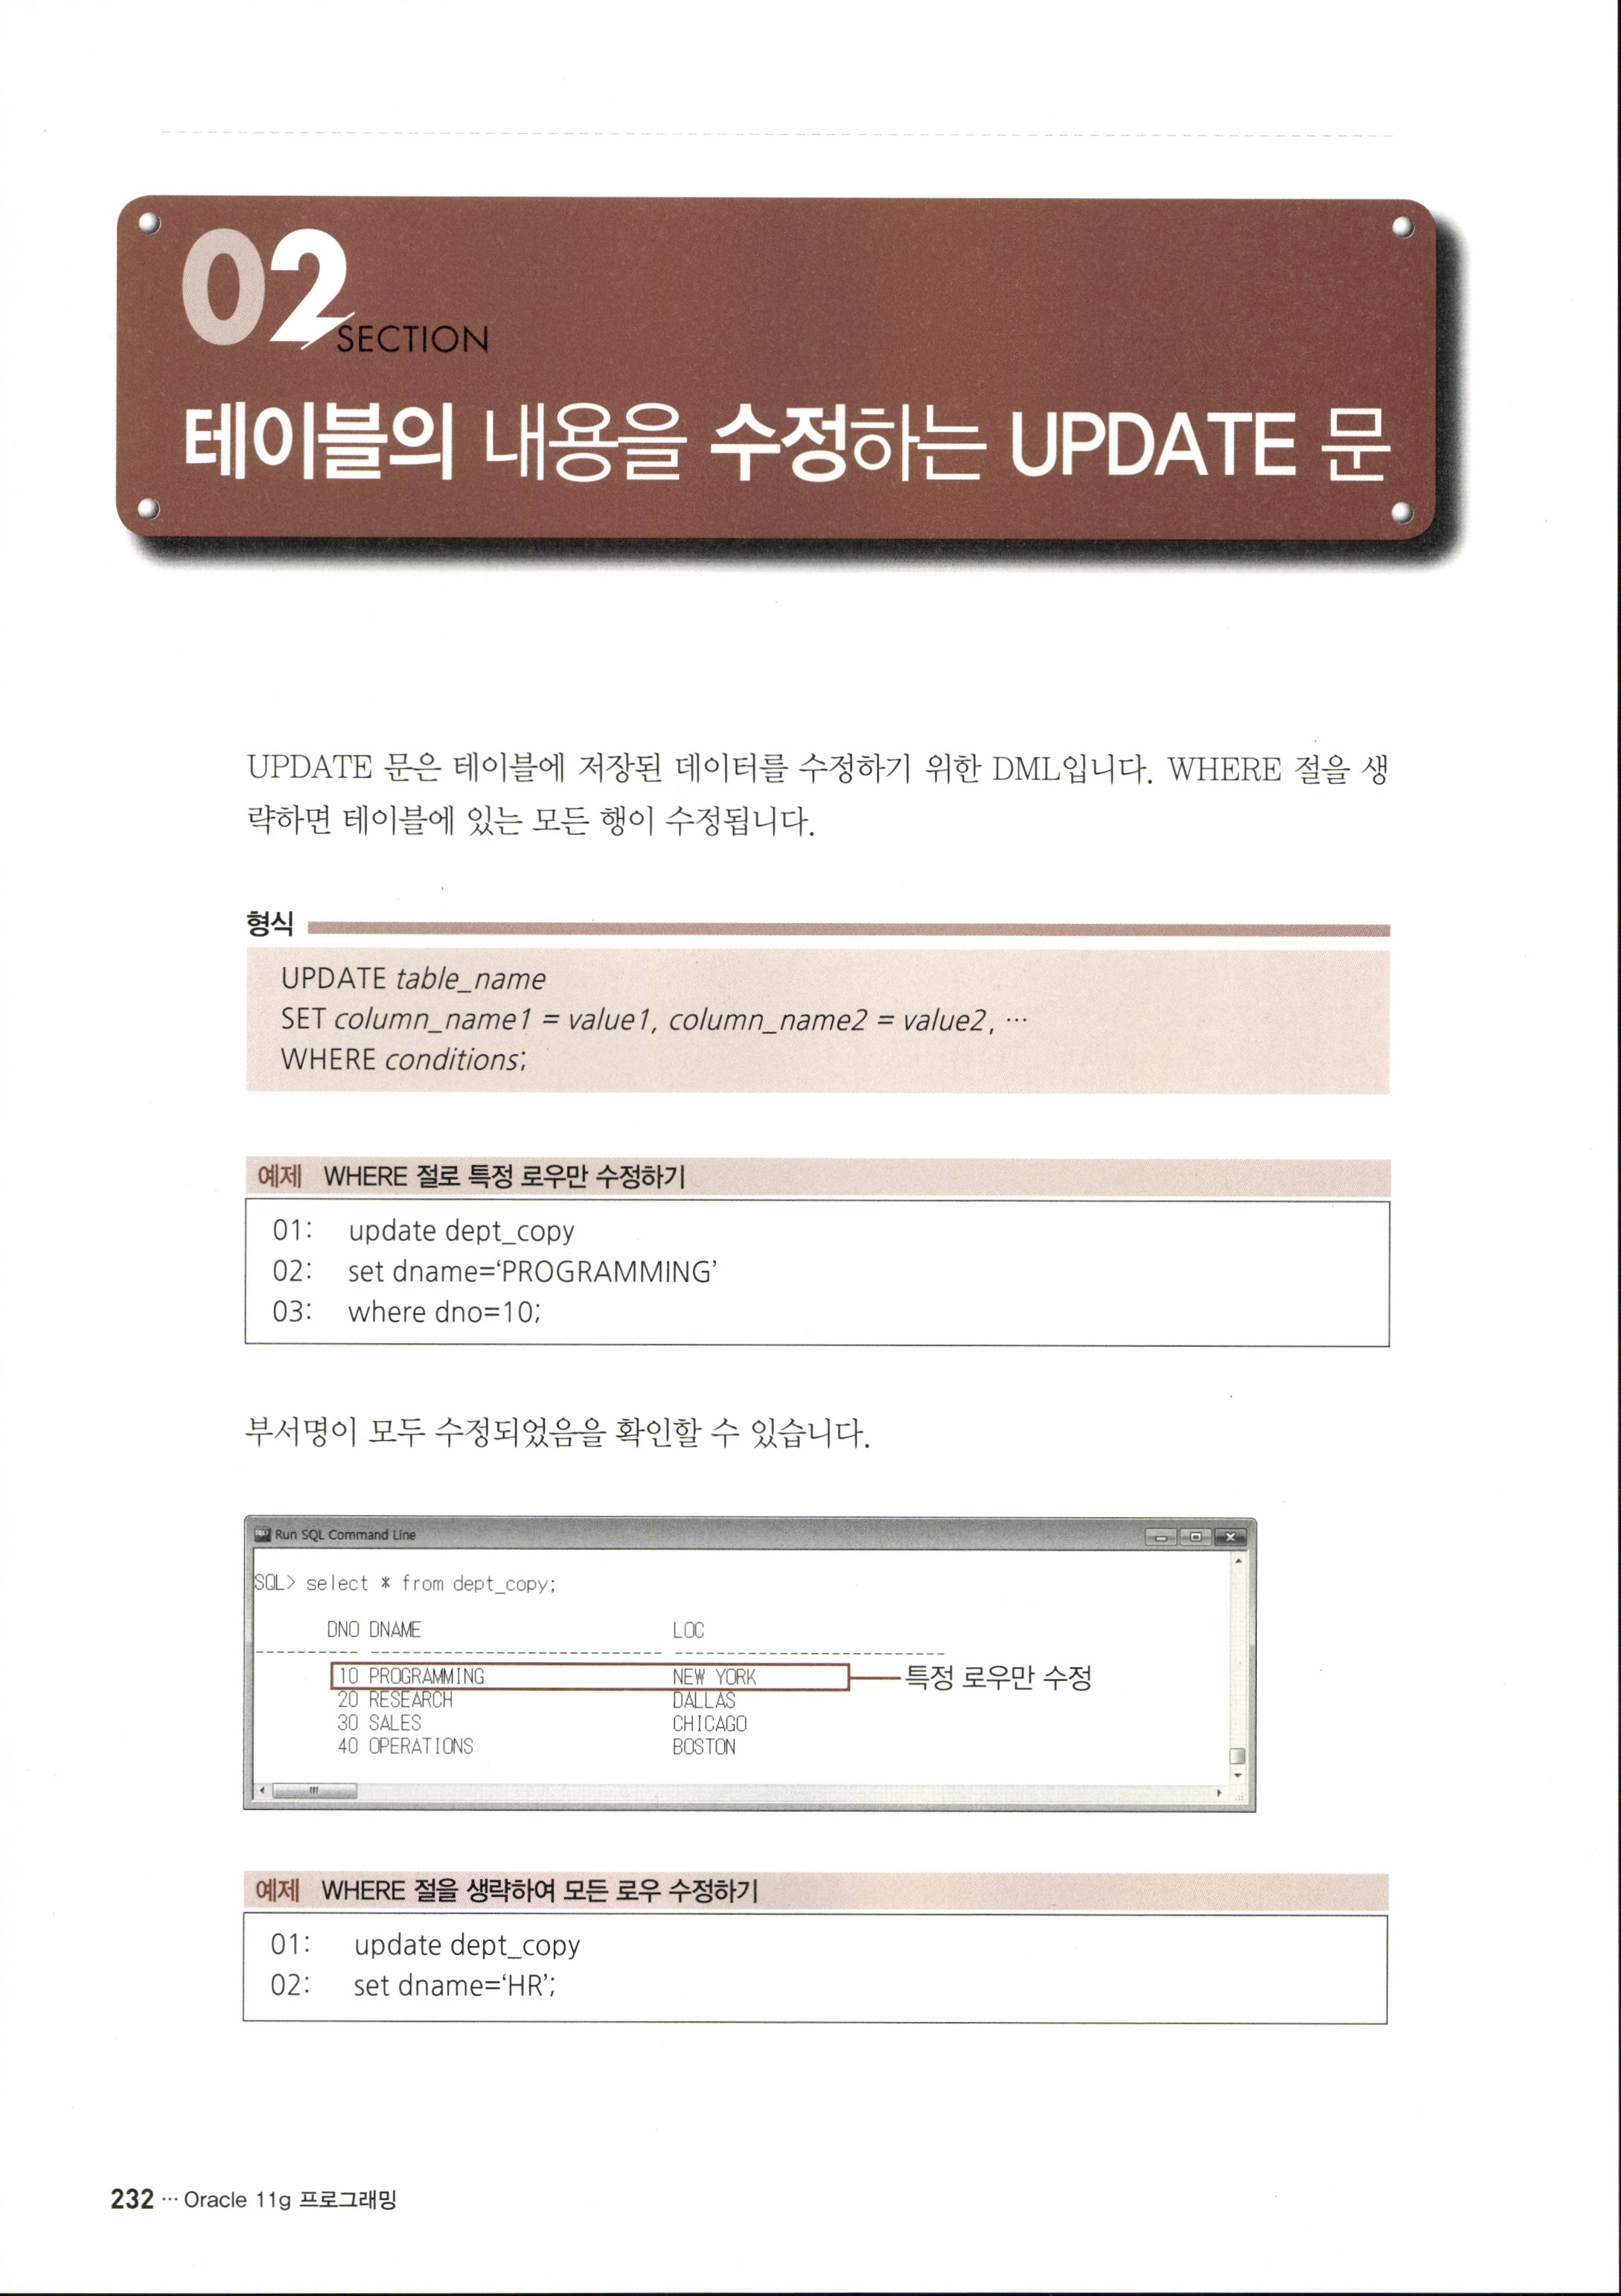 02 SECTION
테이블의 내용을 수정하는 UPDATE 문
UPDATE 문은 테이블에 저장된 데이터를 수정하기 위한 DML입니다. WHERE 절을 생
략하면 테이블에 있는 모든 행이 수정됩니다.
형식
UPDATE table_name
SET column_name1 = value1, column_name2 = value2, …
WHERE conditions;
예제 WHERE 절로 특정 로우만 수정하기
01: update dept_copy
02: set dname=‘PROGRAMMING’
03: where dno=10;
부서명이 모두 수정되었음을 확인할 수 있습니다.
Run SQL Command Line
SQL> select * from dept_copy;
DNO DNAME LOC
---------- ---------------------------- --------------------------
10 PROGRAMMING NEW YORK 특정 로우만 수정
20 RESEARCH DALLAS
30 SALES CHICAGO
40 OPERATIONS BOSTON
예제 WHERE 절을 생략하여 모든 로우 수정하기
01: update dept_copy
02: set dname=‘HR’;
232 … Oracle 11g 프로그래밍